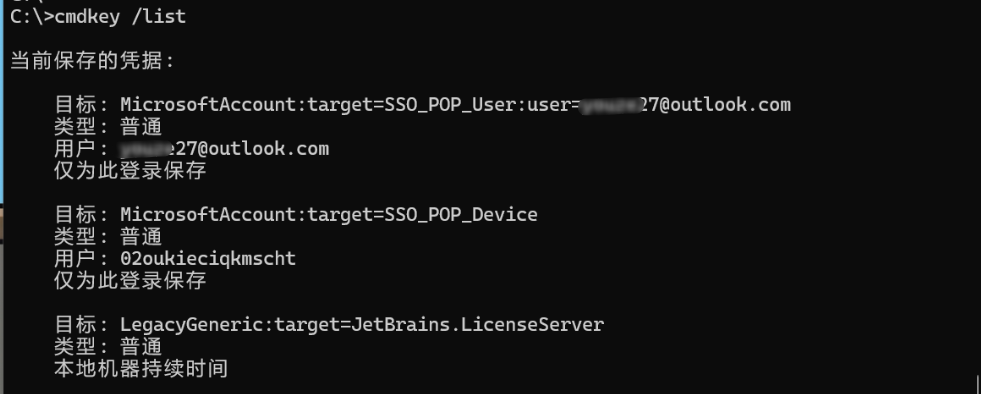 C:\>cmdkey /list
当前保存的凭据:
目标: MicrosoftAccount:target=SSO_POP_User:user= 27@outlook.com
类型: 普通
用户: e27@outlook.com
仅为此登录保存
目标: MicrosoftAccount:target=SSO_POP_Device
类型: 普通
用户: 02oukieciqkmscht
仅为此登录保存
目标: LegacyGeneric:target=JetBrains.LicenseServer
类型: 普通
本地机器持续时间